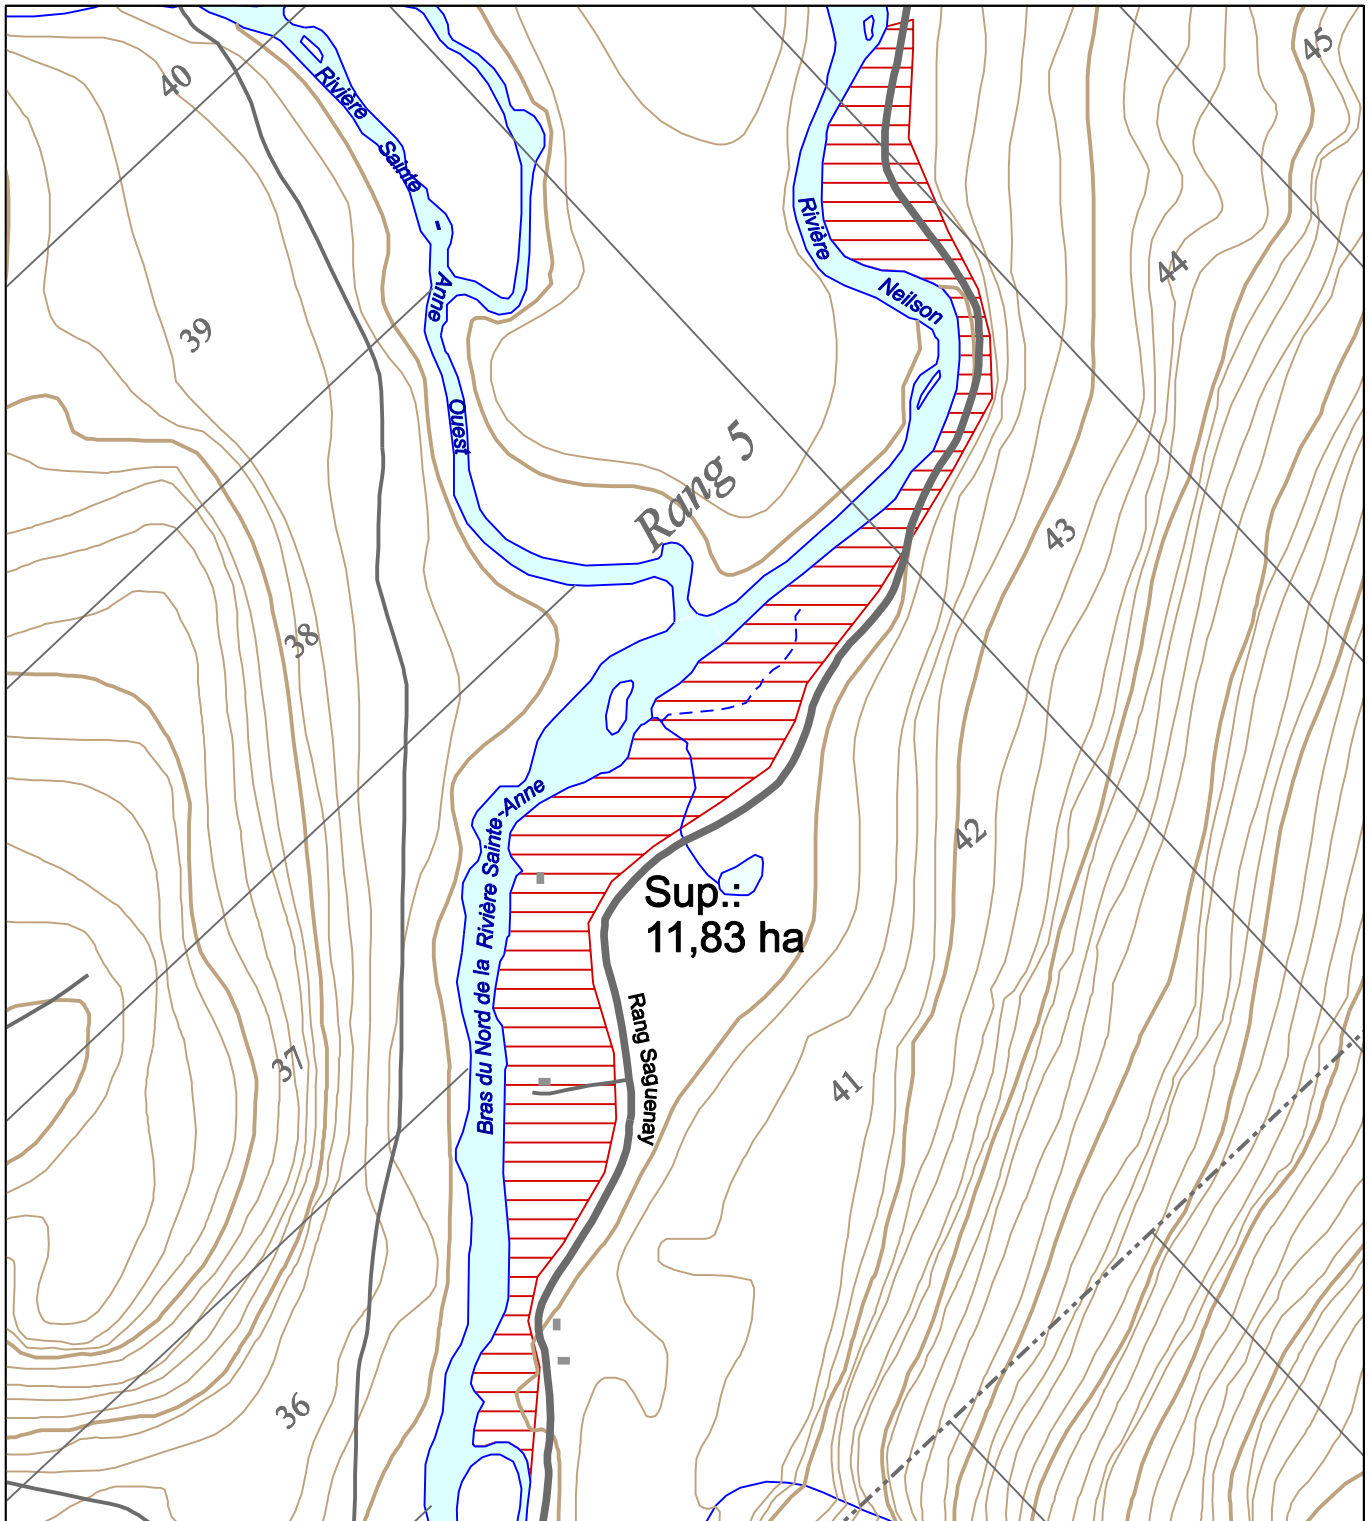 45
40
Rivière
Sainte
-
Anne
Ouest
Rivière
Neilson
44
39
Rang 5
43
38
42
Bras du Nord de la Rivière Sainte-Anne
Sup.:
11,83 ha
Rang Saguenay
41
37
36